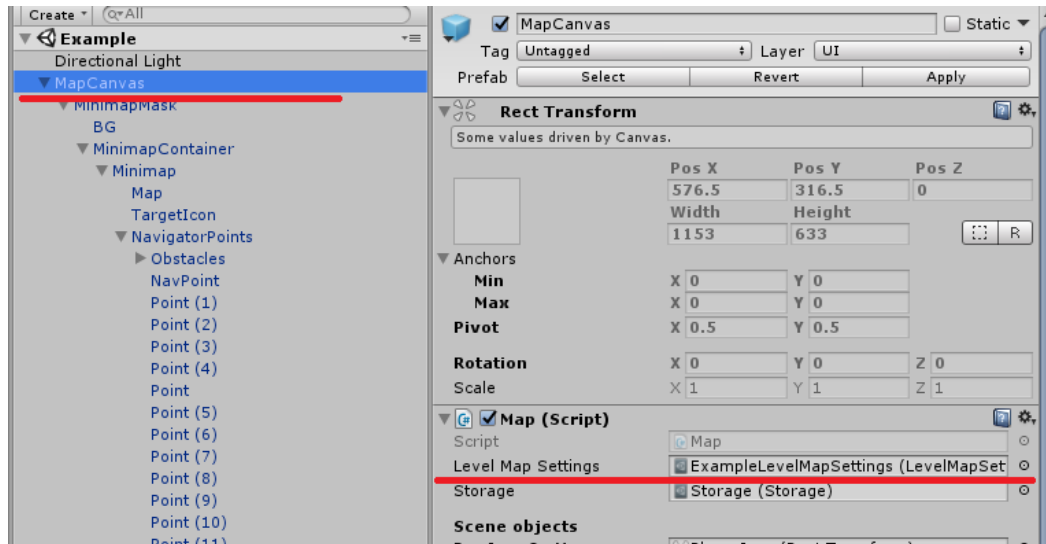 Create
All
Example
Directional Light
MapCanvas
MinimapMask
BG
MinimapContainer
Minimap
Map
TargetIcon
NavigatorPoints
Obstacles
NavPoint
Point (1)
Point (2)
Point (3)
Point (4)
Point
Point (5)
Point (6)
Point (7)
Point (8)
Point (9)
Point (10)
Point (11)
MapCanvas Static
Tag Untagged Layer UI
Prefab Select Revert Apply
Rect Transform
Some values driven by Canvas.
Pos X Pos Y Pos Z
576.5 316.5 0
Width Height
1153 633 R
Anchors
Min X 0 Y 0
Max X 0 Y 0
Pivot X 0.5 Y 0.5
Rotation X 0 Y 0 Z 0
Scale X 1 Y 1 Z 1
Map (Script)
Script Map
Level Map Settings ExampleLevelMapSettings (LevelMapSet
Storage Storage (Storage)
Scene objects